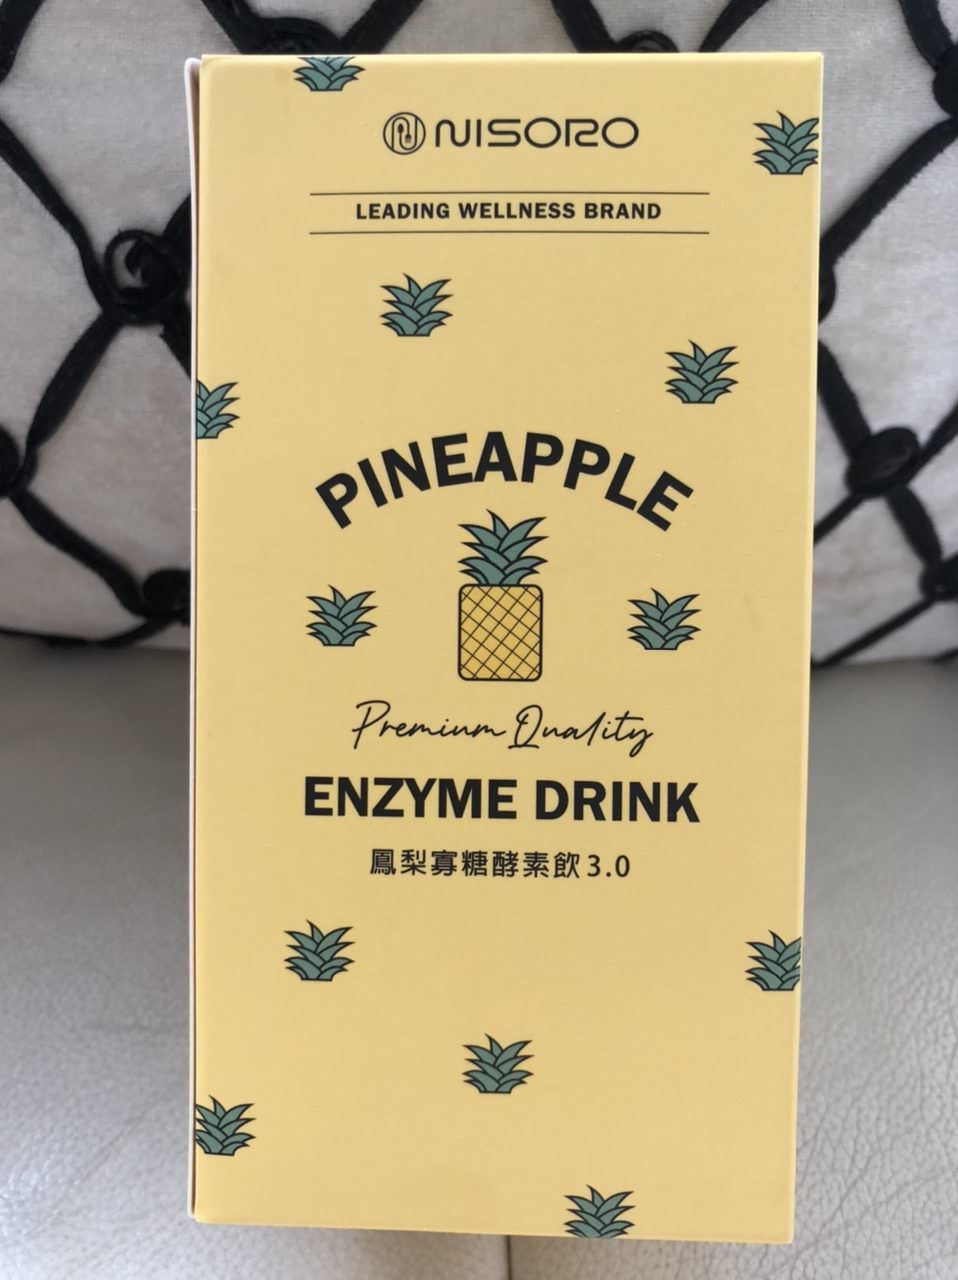 NISORO
LEADING WELLNESS BRAND
PINEAPPLE
Premium Quality
ENZYME DRINK
鳳梨寡糖酵素飲3.0